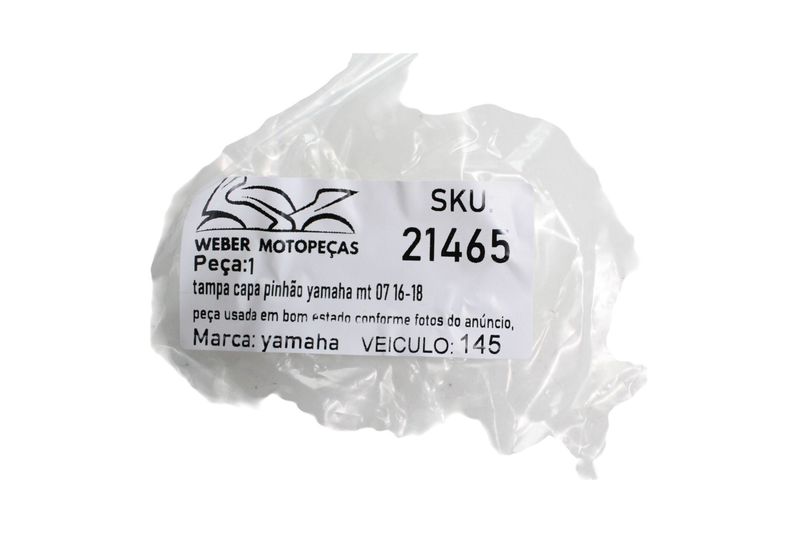 SKU.
WEBER MOTOPEÇAS
21465
Peça:1
tampa capa pinhão yamaha mt 07 16-18
peça usada em bom estado conforme fotos do anúncio,
Marca: yamaha VEICULO: 145